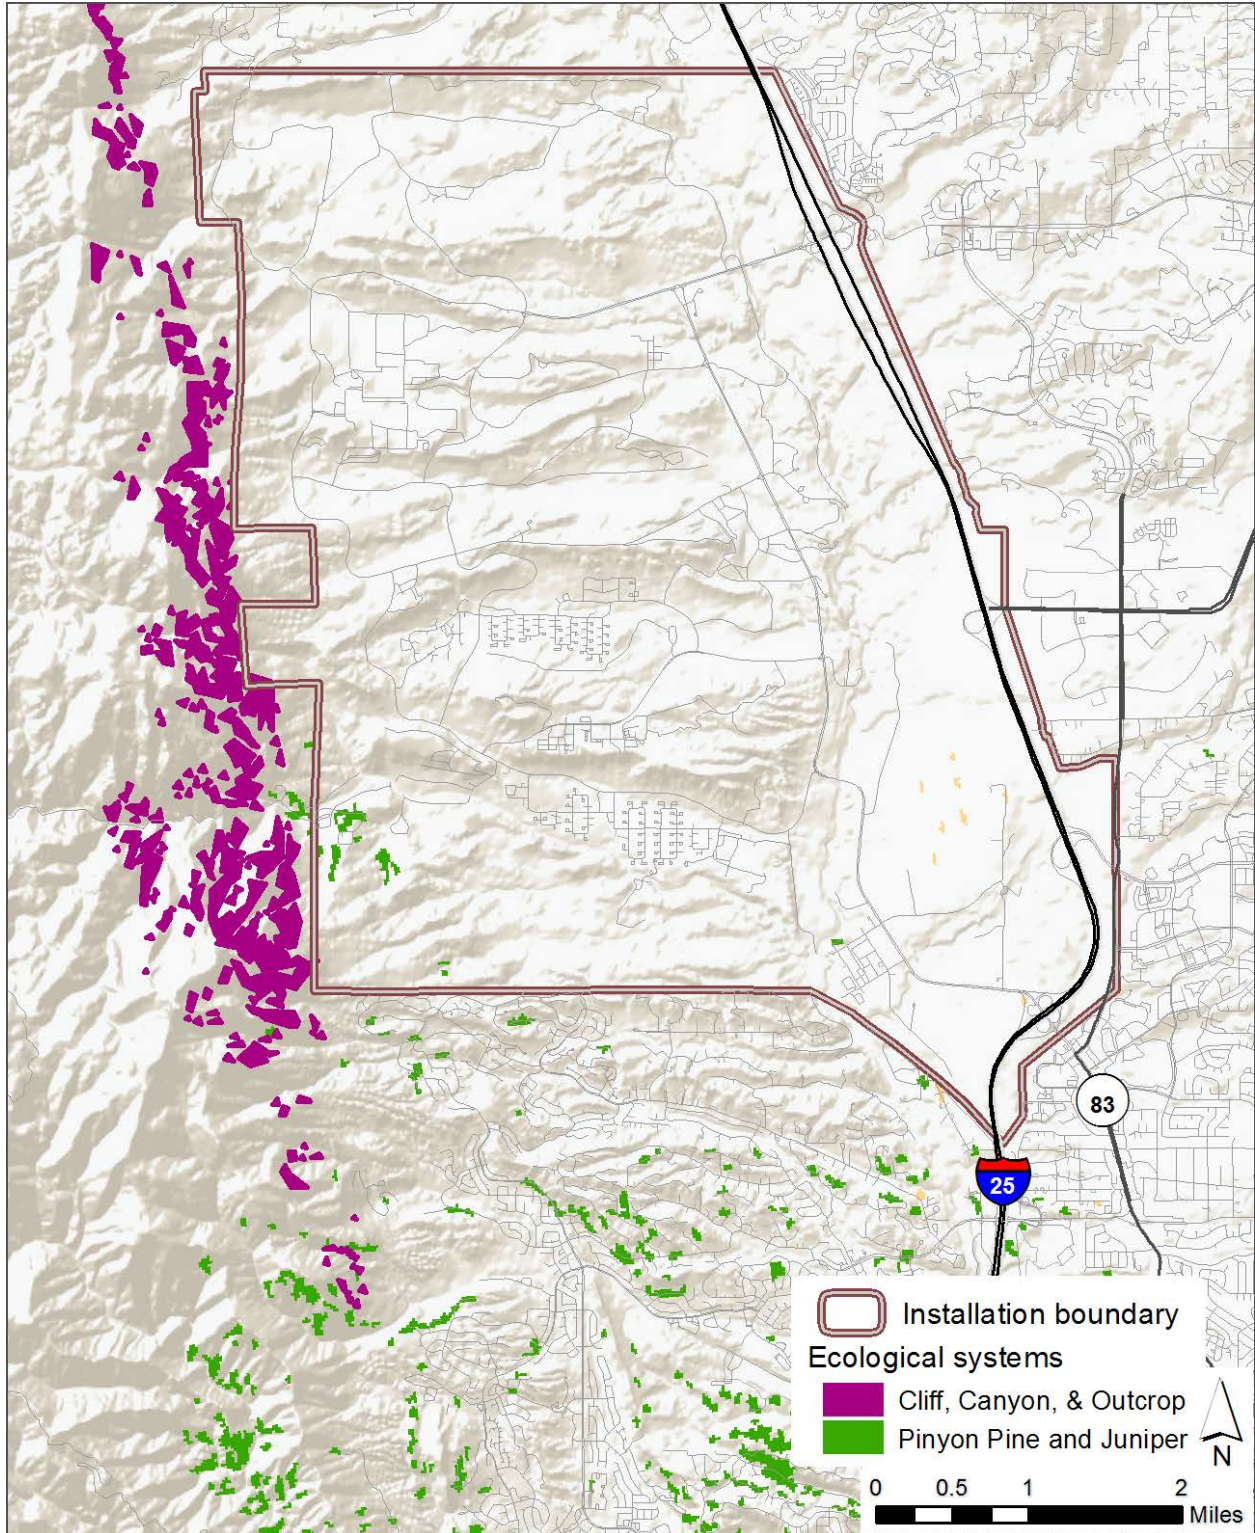 83
25
Installation boundary
Ecological systems
Cliff, Canyon, & Outcrop
Pinyon Pine and Juniper
N
0 0.5 1 2
Miles